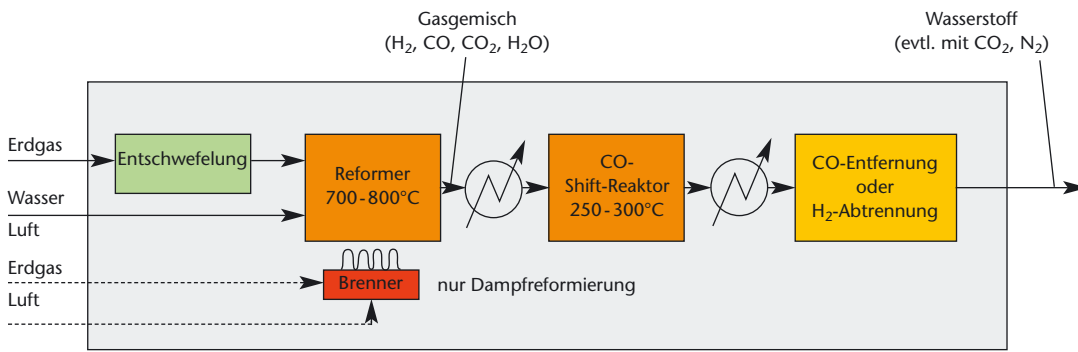 Gasgemisch
(H₂, CO, CO₂, H₂O)
Wasserstoff
(evtl. mit CO₂, N₂)
Erdgas
Entschwefelung
Reformer
700-800°C
CO-
Shift-Reaktor
250-300°C
CO-Entfernung
oder
H₂-Abtrennung
Wasser
Luft
Erdgas
Luft
Brenner
nur Dampfreformierung